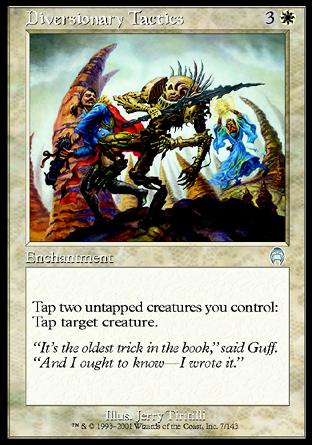 Diversionary Tactics 3
Enchantment
Tap two untapped creatures you control:
Tap target creature.
“It’s the oldest trick in the book,” said Guff.
“And I ought to know—I wrote it.”
Illus. Jerry Tiritilli
™ & © 1993–2001 Wizards of the Coast, Inc. 7/143